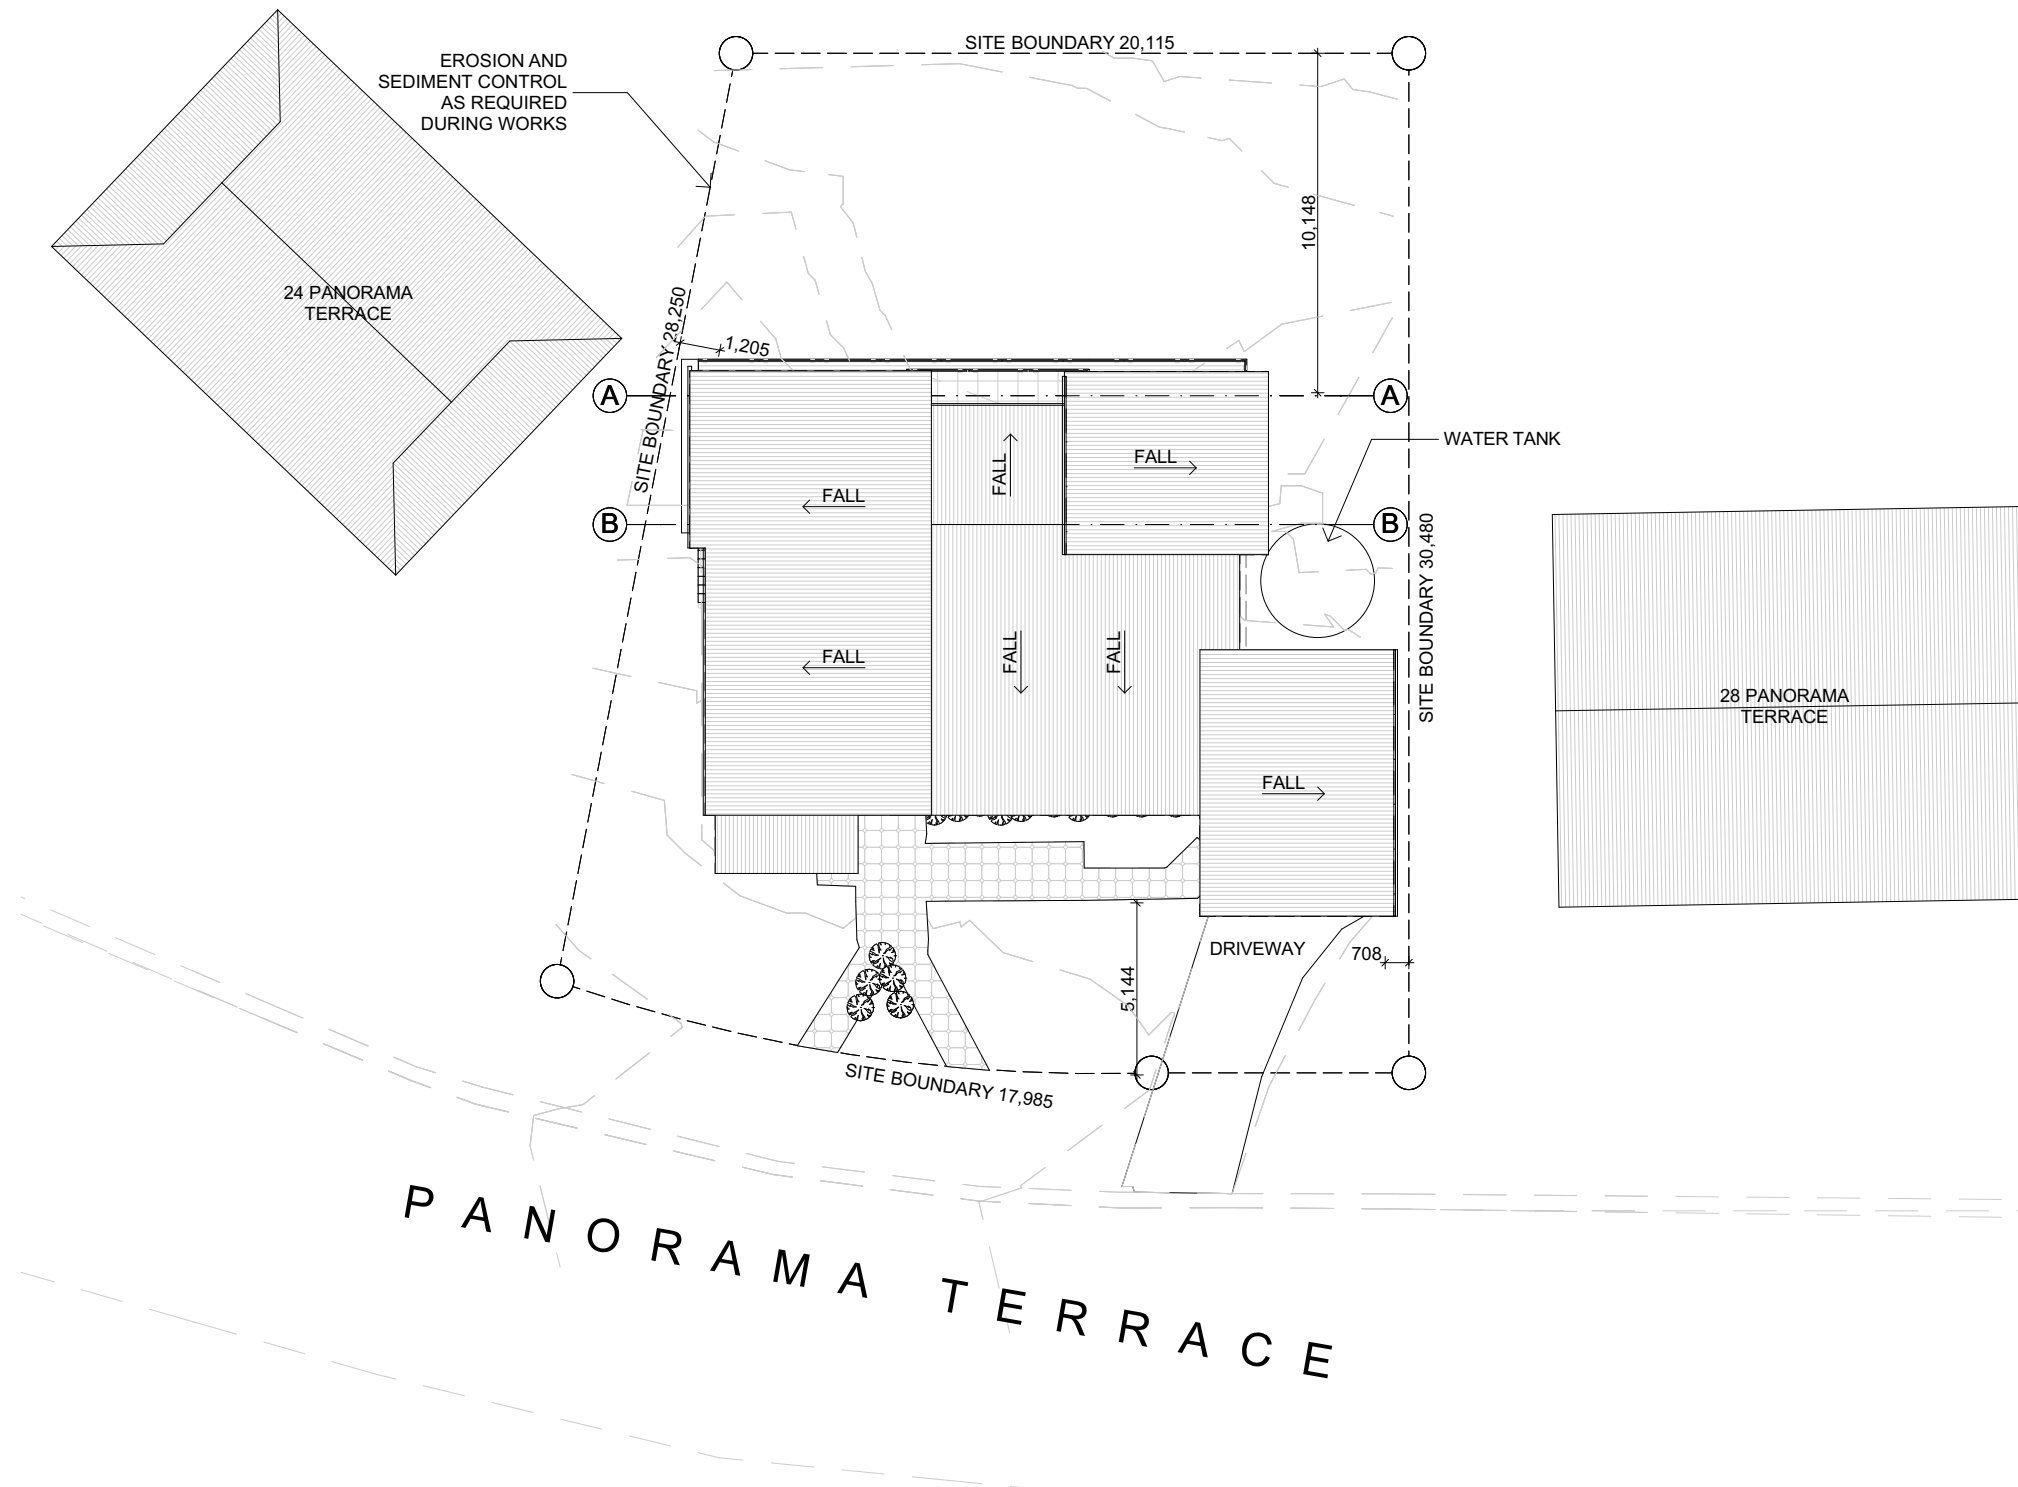 SITE BOUNDARY 20,115
EROSION AND
SEDIMENT CONTROL
AS REQUIRED
DURING WORKS
10,148
24 PANORAMA
TERRACE
SITE BOUNDARY 28,250
1,205
A
A
WATER TANK
FALL
FALL
FALL
B
B
SITE BOUNDARY 30,480
FALL
FALL
FALL
28 PANORAMA
TERRACE
FALL
DRIVEWAY
708
5,144
SITE BOUNDARY 17,985
PANORAMA TERRACE